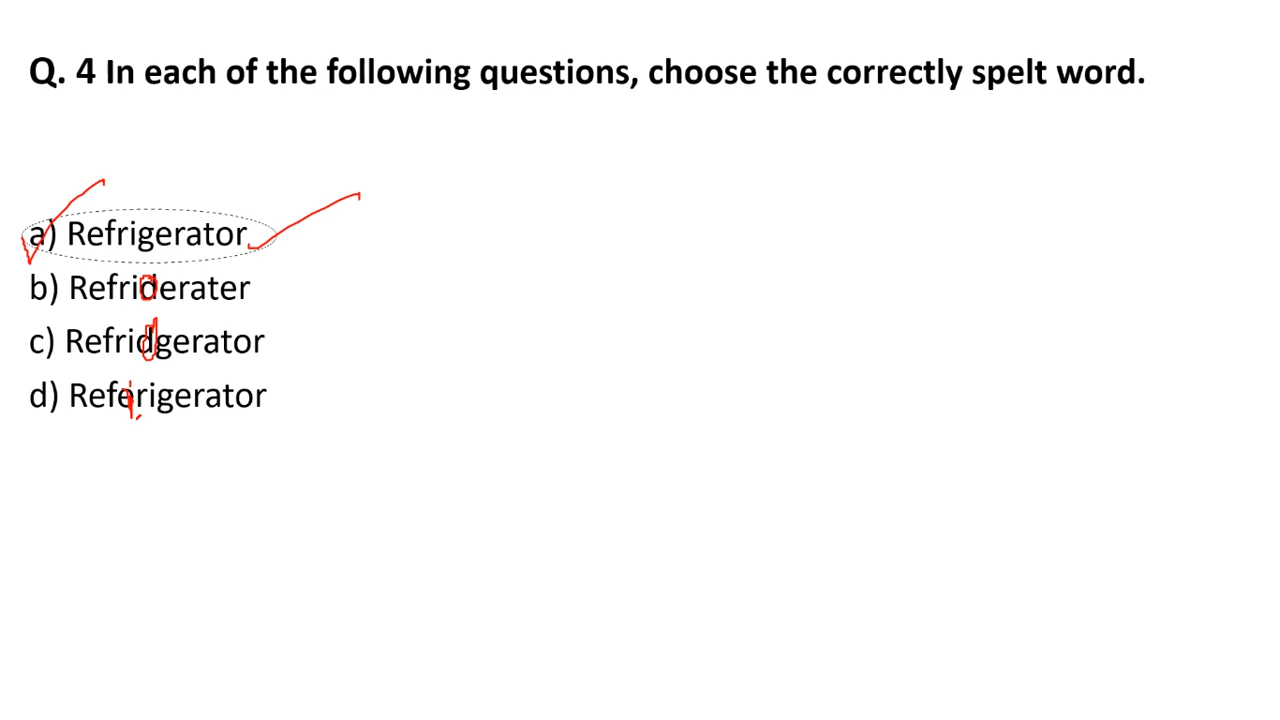 Q. 4 In each of the following questions, choose the correctly spelt word.
a) Refrigerator
b) Refriderater
c) Refridgerator
d) Referigerator